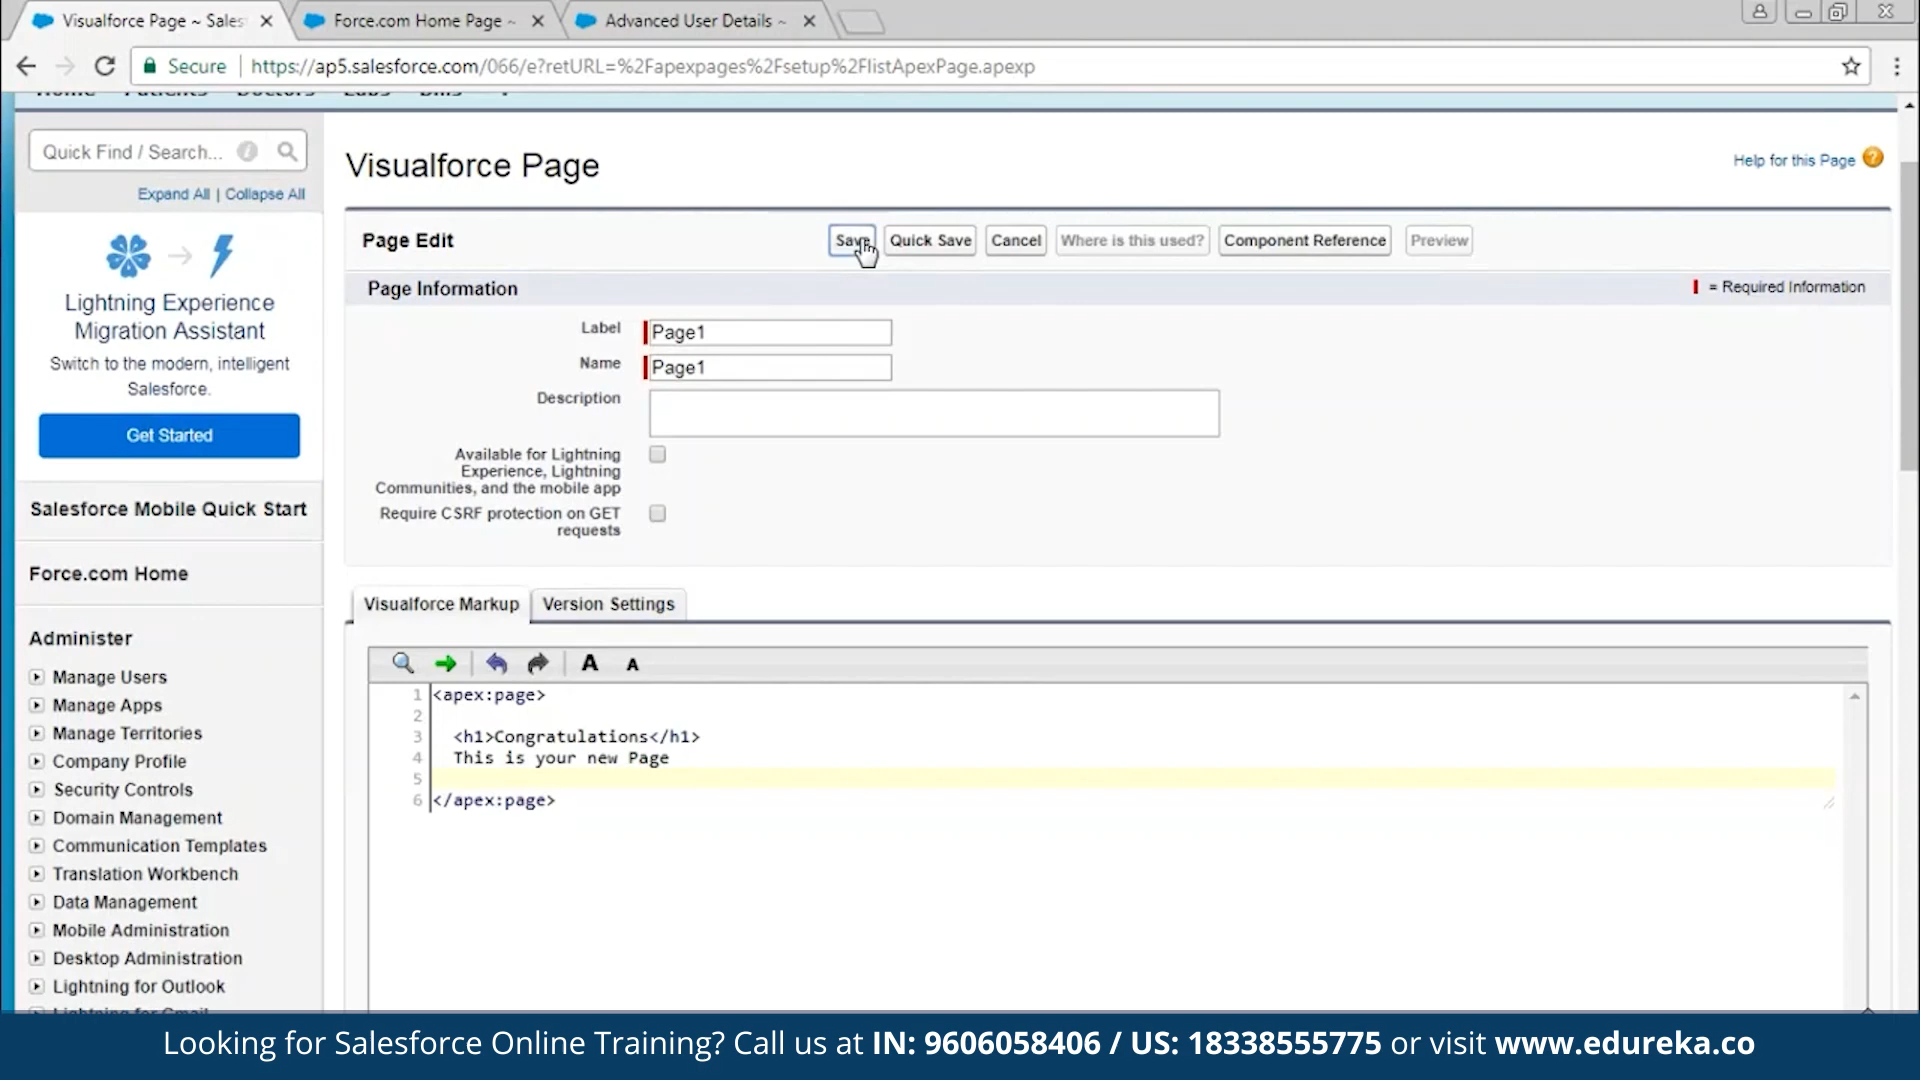 Visualforce Page ~ Sales
Force.com Home Page ~
Advanced User Details ~
Secure
https://ap5.salesforce.com/066/e?retURL=%2Fapexpages%2Fsetup%2FlistApexPage.apexp
Home Patients Doctors Labs Bills +
Quick Find / Search...
Expand All | Collapse All
Lightning Experience
Migration Assistant
Switch to the modern, intelligent
Salesforce.
Get Started
Salesforce Mobile Quick Start
Force.com Home
Administer
Manage Users
Manage Apps
Manage Territories
Company Profile
Security Controls
Domain Management
Communication Templates
Translation Workbench
Data Management
Mobile Administration
Desktop Administration
Lightning for Outlook
Lightning for Gmail
Visualforce Page
Help for this Page ?
Page Edit
Save
Quick Save
Cancel
Where is this used?
Component Reference
Preview
Page Information
= Required Information
Label
Page1
Name
Page1
Description
Available for Lightning
Experience, Lightning
Communities, and the mobile app
Require CSRF protection on GET
requests
Visualforce Markup
Version Settings
A A
1 <apex:page>
2
3 <h1>Congratulations</h1>
4 This is your new Page
5
6 </apex:page>
Looking for Salesforce Online Training? Call us at IN: 9606058406 / US: 18338555775 or visit www.edureka.co